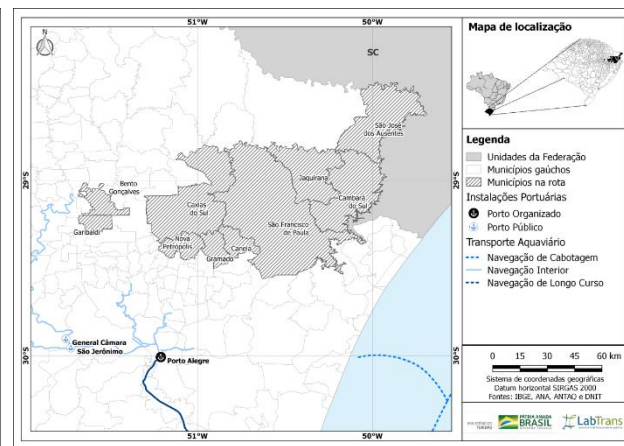 51°W
50°W
SC
São José
dos Ausentes
29°S
29°S
Bento
Gonçalves
Jaquirana
Caxias
do Sul
Cambará
do Sul
São Francisco
de Paula
Garibaldi
Nova
Petrópolis
Canela
Gramado
General Câmara
São Jerônimo
Porto Alegre
30°S
30°S
51°W
50°W
Mapa de localização
Legenda
Unidades da Federação
Municípios gaúchos
Municípios na rota
Instalações Portuárias
Porto Organizado
Porto Público
Transporte Aquaviário
Navegação de Cabotagem
Navegação Interior
Navegação de Longo Curso
0 15 30 45 60 km
Sistema de coordenadas geográficas
Datum horizontal SIRGAS 2000
Fontes: IBGE, ANA, ANTAQ e DNIT
PÁTRIA AMADA
BRASIL
LabTrans